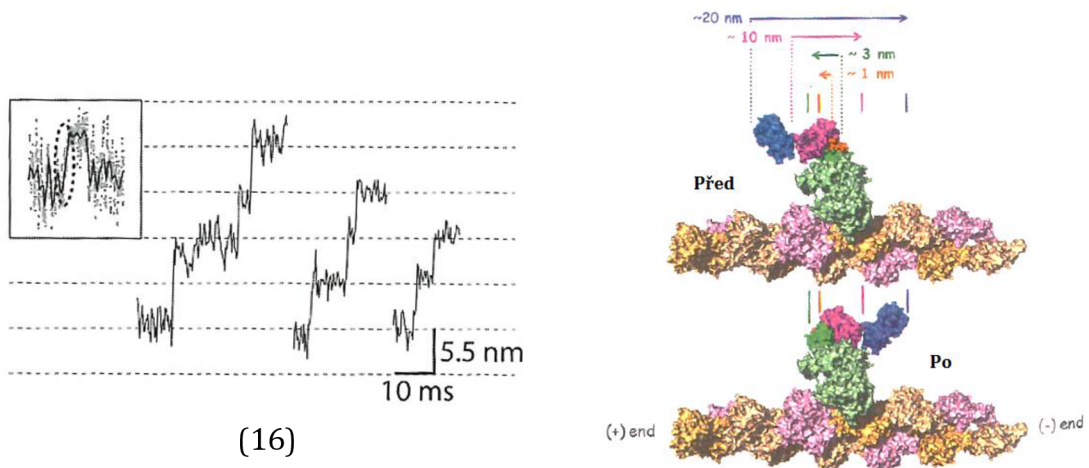 5.5 nm
10 ms
(16)
~20 nm
~ 10 nm
~ 3 nm
~ 1 nm
Před
Po
(+) end
(-) end